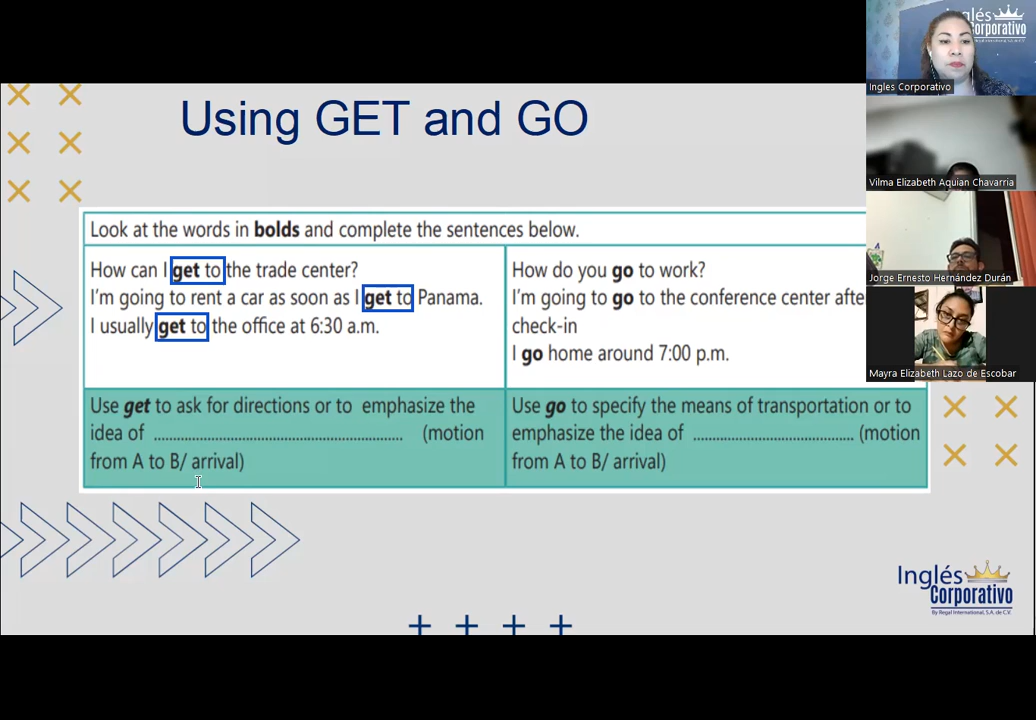 Using GET and GO
Look at the words in bolds and complete the sentences below.
How can I get to the trade center?
I'm going to rent a car as soon as I get to Panama.
I usually get to the office at 6:30 a.m.
How do you go to work?
I'm going to go to the conference center afte
check-in
I go home around 7:00 p.m.
Use get to ask for directions or to emphasize the
idea of ........................................................ (motion
from A to B/ arrival)
Use go to specify the means of transportation or to
emphasize the idea of .................................... (motion
from A to B/ arrival)
Inglés
Corporativo
By Regal International, S.A. de C.V.
Inglés
Corporativo
Ingles Corporativo
Vilma Elizabeth Aquian Chavarria
Jorge Ernesto Hernández Durán
Mayra Elizabeth Lazo de Escobar